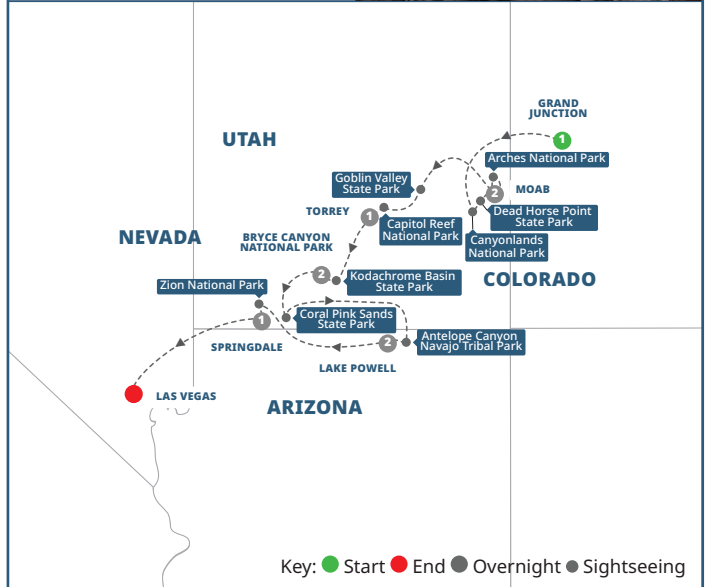 GRAND
JUNCTION
1
UTAH
Arches National Park
Goblin Valley
State Park
2
MOAB
TORREY
1
Dead Horse Point
State Park
Capitol Reef
National Park
NEVADA
BRYCE CANYON
NATIONAL PARK
Canyonlands
National Park
2
Kodachrome Basin
State Park
COLORADO
Zion National Park
Coral Pink Sands
State Park
1
SPRINGDALE
2
Antelope Canyon
Navajo Tribal Park
LAKE POWELL
LAS VEGAS
ARIZONA
Key: Start End Overnight Sightseeing